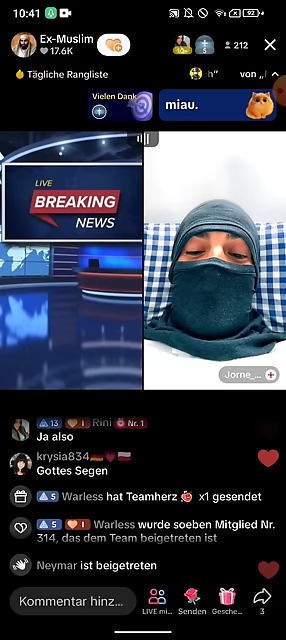 10:41
92
Ex-Muslim
17.6K
212
Tägliche Rangliste
von „
Vielen Dank
miau.
LIVE
BREAKING
NEWS
Jorne_...
13 1 Rini Nr. 1
Ja also
krysia834
Gottes Segen
5 Warless hat Teamherz x1 gesendet
5 1 Warless wurde soeben Mitglied Nr.
314, das dem Team beigetreten ist
Neymar ist beigetreten
Kommentar hinz...
LIVE mi...
Senden
Gesche...
3